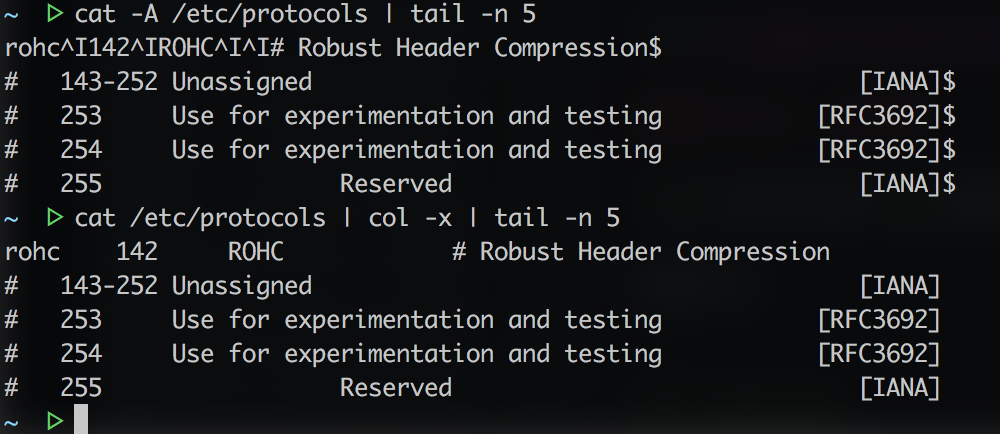 ~  ▷ cat -A /etc/protocols | tail -n 5
rohc^I142^IROHC^I^I# Robust Header Compression$
#   143-252 Unassigned                                       [IANA]$
#   253     Use for experimentation and testing           [RFC3692]$
#   254     Use for experimentation and testing           [RFC3692]$
#   255                 Reserved                             [IANA]$
~  ▷ cat /etc/protocols | col -x | tail -n 5
rohc    142     ROHC            # Robust Header Compression
#   143-252 Unassigned                                       [IANA]
#   253     Use for experimentation and testing           [RFC3692]
#   254     Use for experimentation and testing           [RFC3692]
#   255                 Reserved                             [IANA]
~  ▷